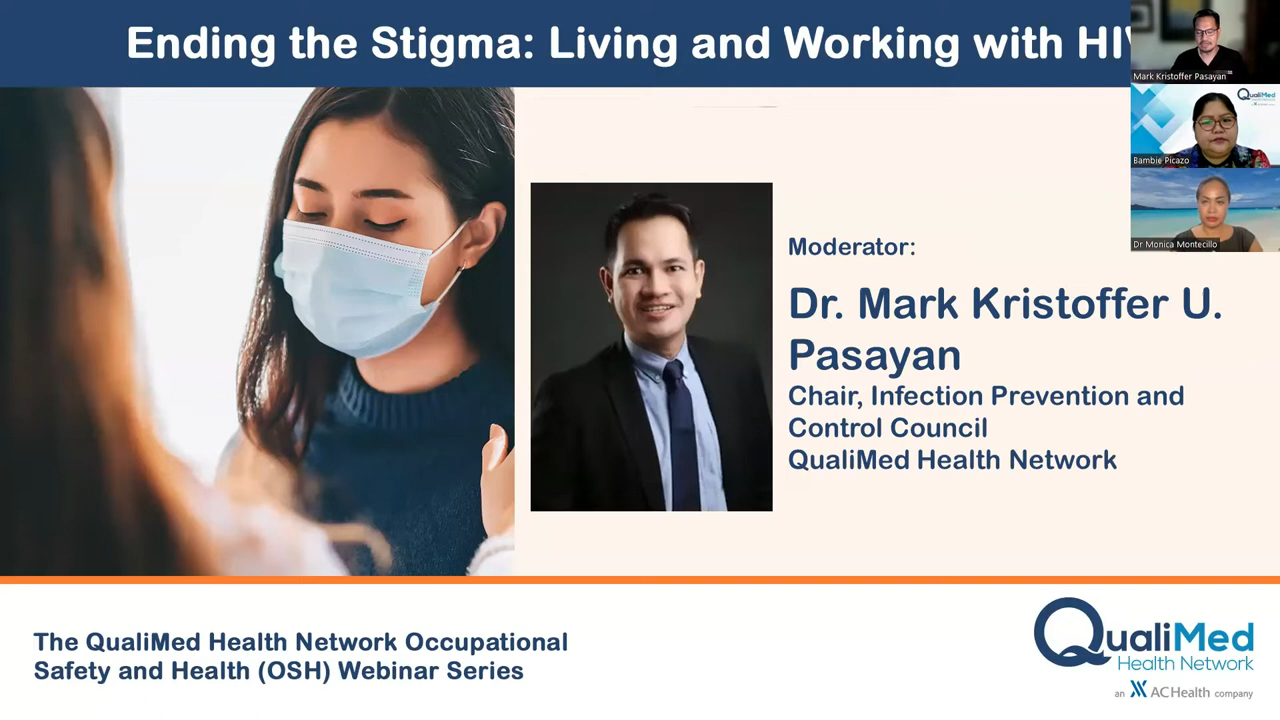 Ending the Stigma: Living and Working with HIV
Mark Kristoffer Pasayan
QualiMed
Bambie Picazo
Dr Monica Montecillo
Moderator:
Dr. Mark Kristoffer U.
Pasayan
Chair, Infection Prevention and
Control Council
QualiMed Health Network
The QualiMed Health Network Occupational
Safety and Health (OSH) Webinar Series
QualiMed
Health Network
an ACHealth company